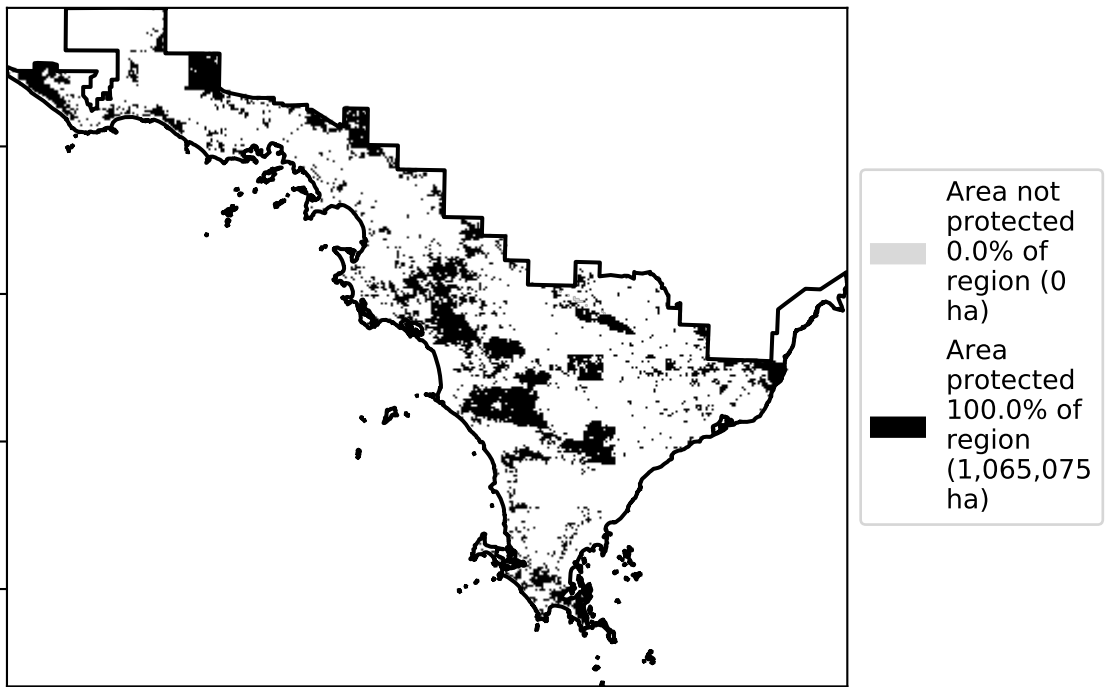 Area not
protected
0.0% of
region (0
ha)
Area
protected
100.0% of
region
(1,065,075
ha)